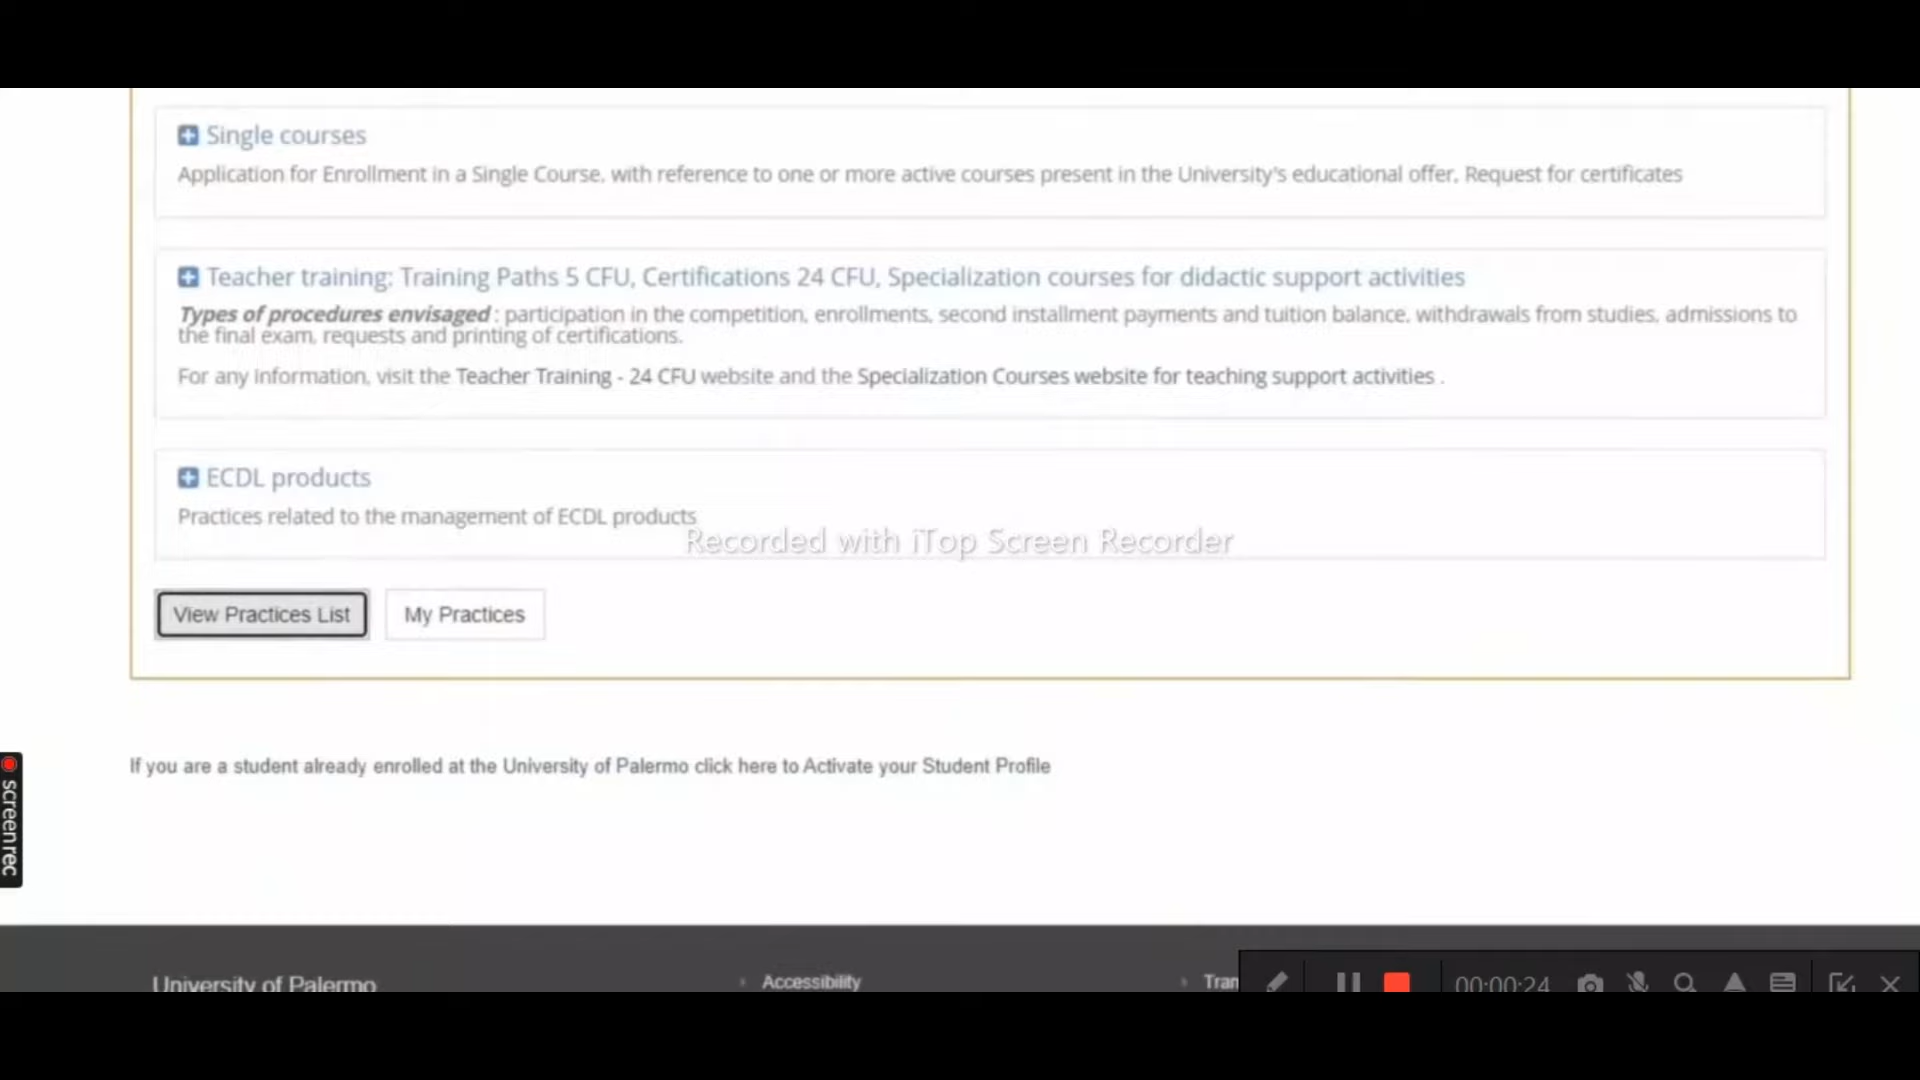 Single courses
Application for Enrollment in a Single Course, with reference to one or more active courses present in the University's educational offer, Request for certificates
Teacher training: Training Paths 5 CFU, Certifications 24 CFU, Specialization courses for didactic support activities
Types of procedures envisaged : participation in the competition, enrollments, second installment payments and tuition balance, withdrawals from studies, admissions to
the final exam, requests and printing of certifications.
For any information, visit the Teacher Training - 24 CFU website and the Specialization Courses website for teaching support activities .
ECDL products
Practices related to the management of ECDL products
Recorded with iTop Screen Recorder
View Practices List
My Practices
If you are a student already enrolled at the University of Palermo click here to Activate your Student Profile
screenrec
University of Palermo
Accessibility
Tran
00:00:24